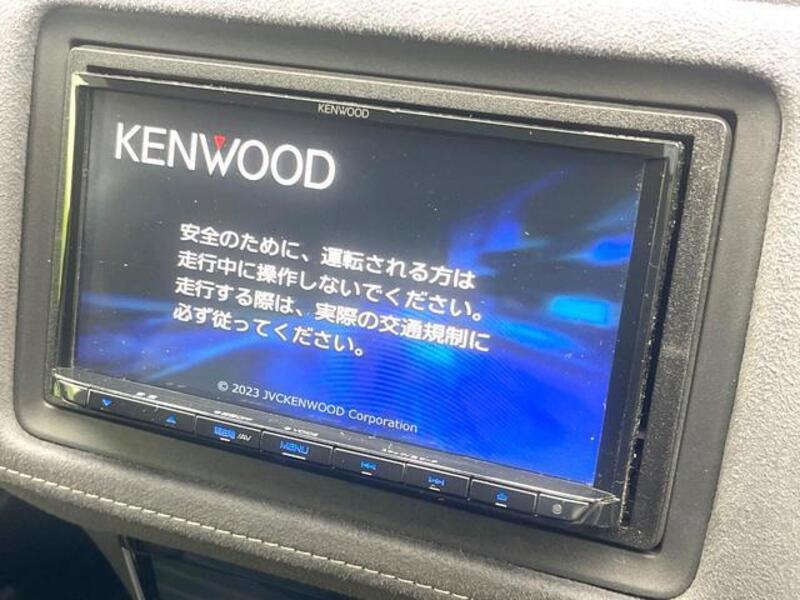 KENWOOD
KENWOOD
安全のために、運転される方は
走行中に操作しないでください。
走行する際は、実際の交通規制に
必ず従ってください。
© 2023 JVCKENWOOD Corporation
/AV
MENU